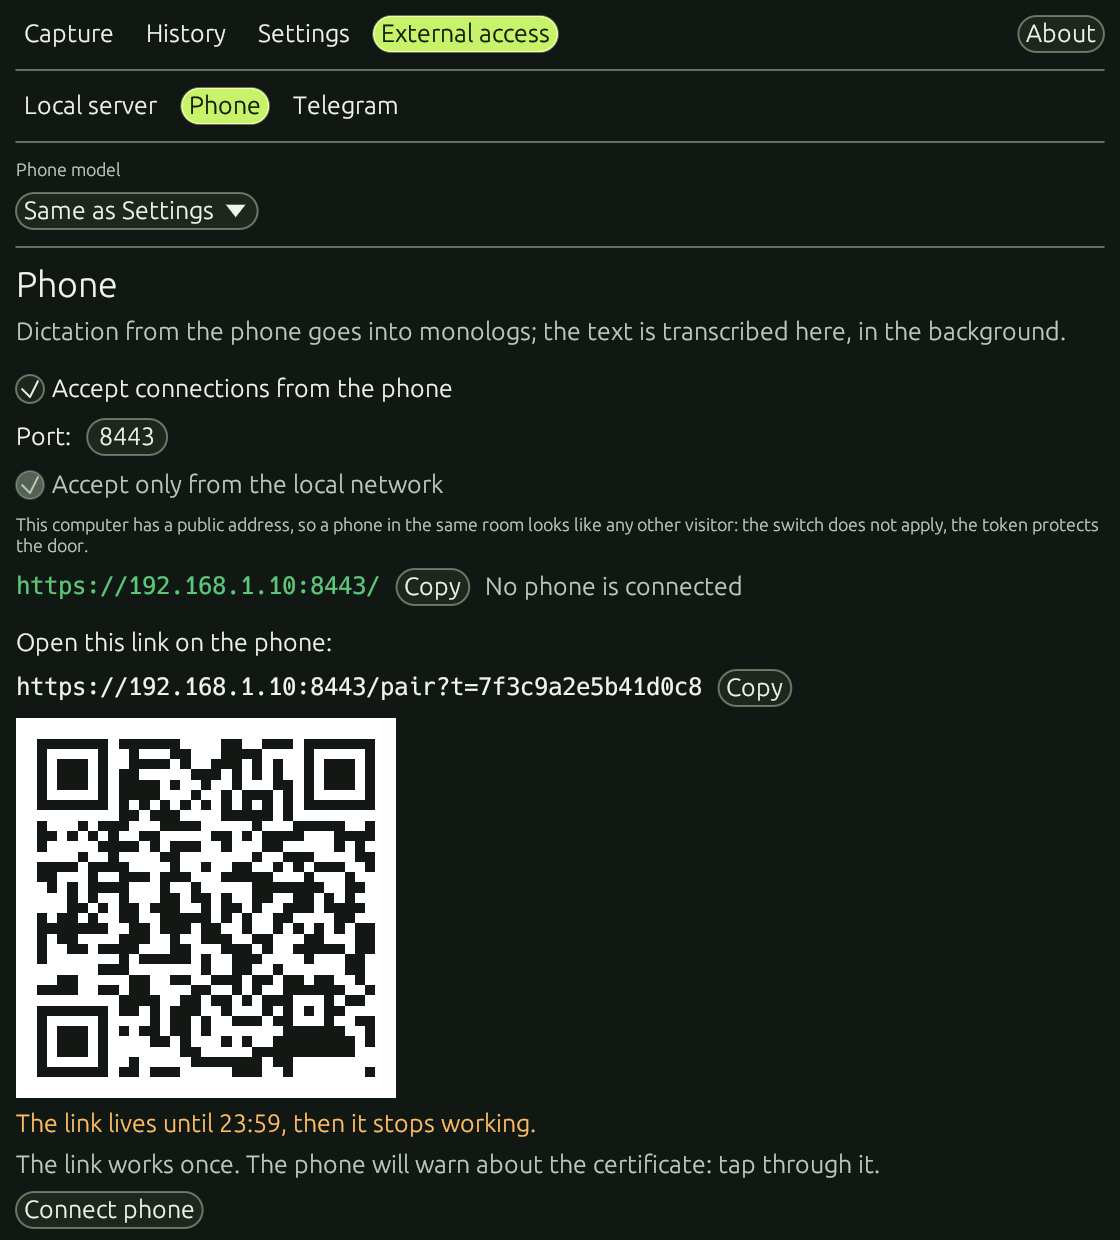 Capture History Settings External access About
Local server Phone Telegram
Phone model
Same as Settings
Phone
Dictation from the phone goes into monologs; the text is transcribed here, in the background.
Accept connections from the phone
Port: 8443
Accept only from the local network
This computer has a public address, so a phone in the same room looks like any other visitor: the switch does not apply, the token protects
the door.
https://192.168.1.10:8443/ Copy No phone is connected
Open this link on the phone:
https://192.168.1.10:8443/pair?t=7f3c9a2e5b41d0c8 Copy
The link lives until 23:59, then it stops working.
The link works once. The phone will warn about the certificate: tap through it.
Connect phone